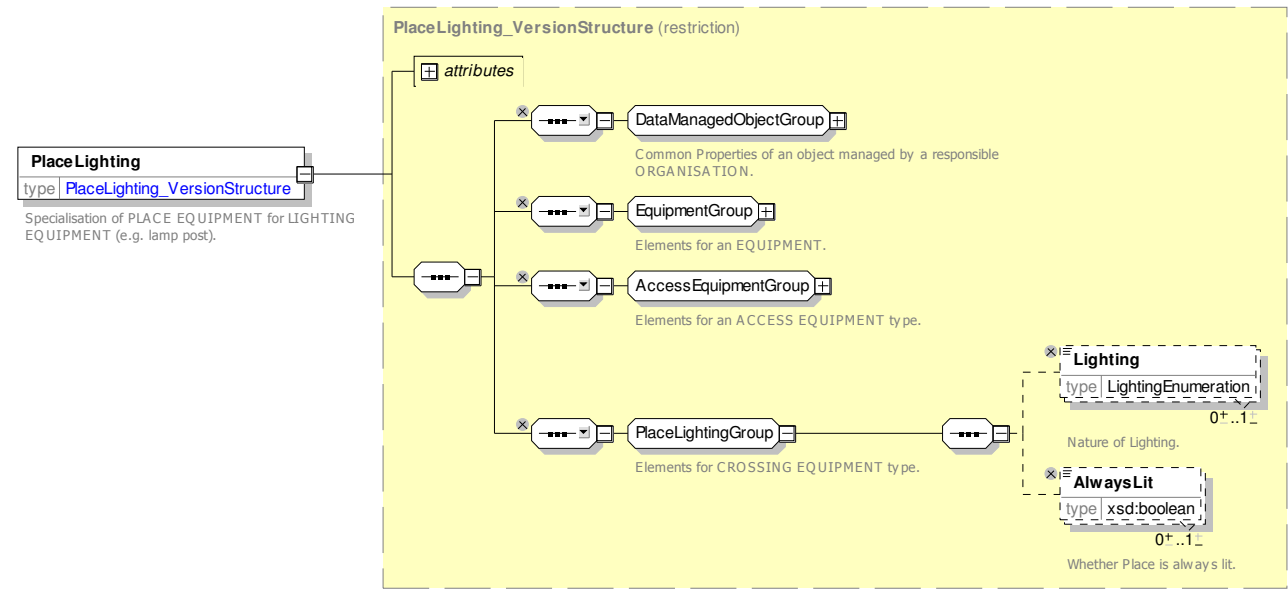 PlaceLighting_VersionStructure (restriction)
attributes
DataManagedObjectGroup
Common Properties of an object managed by a responsible
ORGANISATION.
PlaceLighting
type PlaceLighting_VersionStructure
Specialisation of PLACE EQUIPMENT for LIGHTING
EQUIPMENT (e.g. lamp post).
EquipmentGroup
Elements for an EQUIPMENT.
AccessEquipmentGroup
Elements for an ACCESS EQUIPMENT type.
PlaceLightingGroup
Elements for CROSSING EQUIPMENT type.
Lighting
type LightingEnumeration
0..1
Nature of Lighting.
AlwaysLit
type xsd:boolean
0..1
Whether Place is always lit.